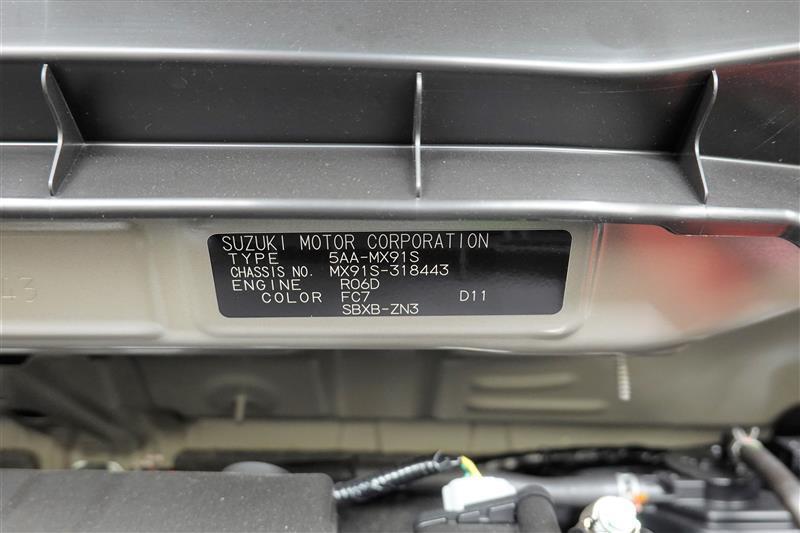 SUZUKI MOTOR CORPORATION
TYPE 5AA-MX91S
CHASSIS NO. MX91S-318443
ENGINE R06D
COLOR FC7 D11
SBXB-ZN3